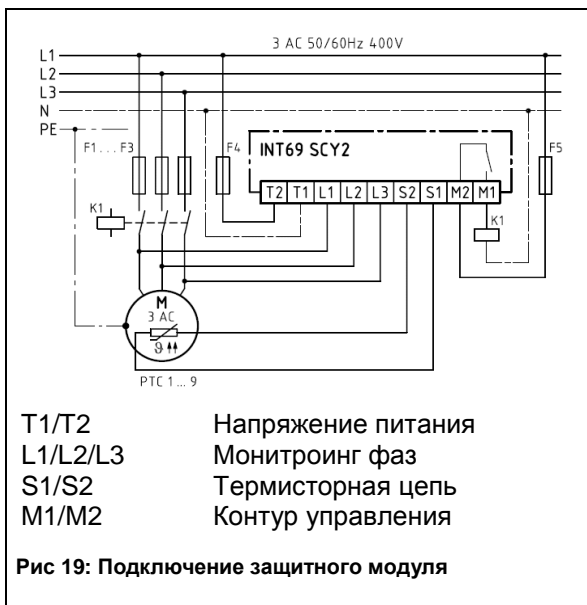 3 AC 50/60Hz 400V
L1
L2
L3
N
PE
F1...F3
F4
INT69 SCY2
F5
T2 T1 L1 L2 L3 S2 S1 M2 M1
K1
K1
M
3 AC
ϑ
PTC 1... 9
T1/T2 Напряжение питания
L1/L2/L3 Монитроинг фаз
S1/S2 Термисторная цепь
M1/M2 Контур управления
Рис 19: Подключение защитного модуля